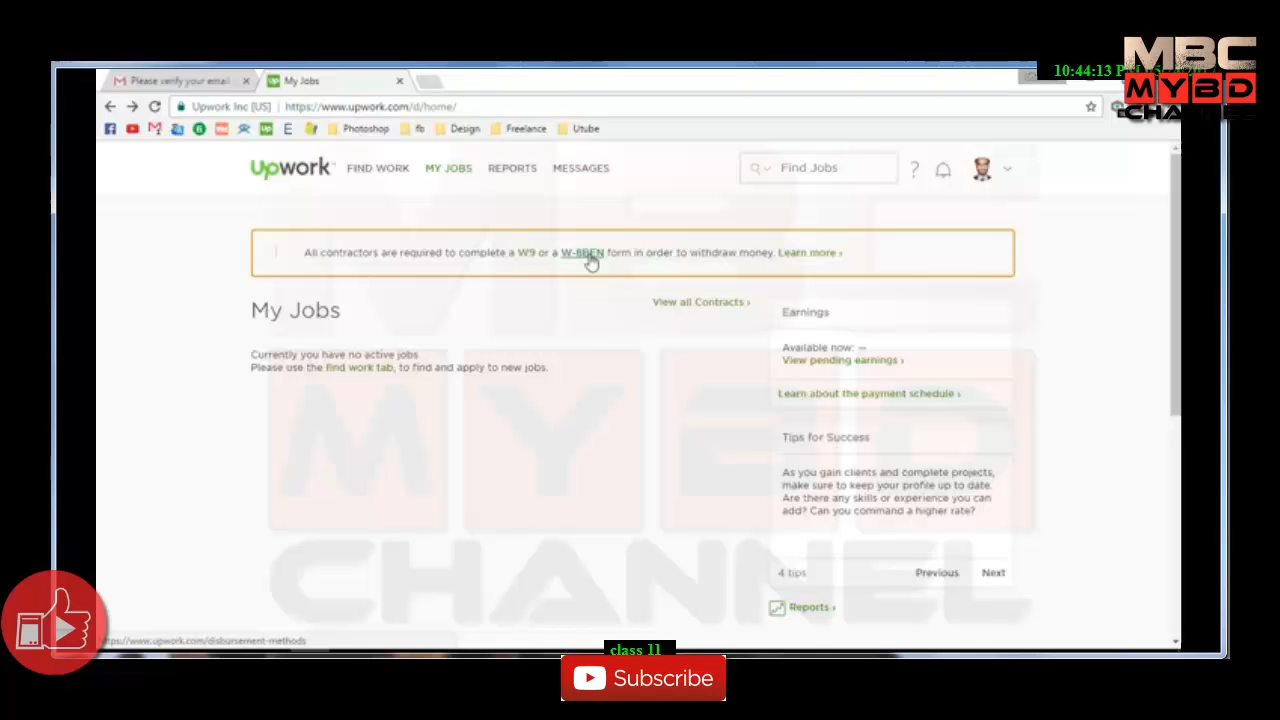 MBC
10:44:13 P
MYBD
CHANNEL
Please verify your email
My Jobs
Upwork Inc [US]
https://www.upwork.com/d/home/
Photoshop
fb
Design
Freelance
Utube
Upwork
FIND WORK
MY JOBS
REPORTS
MESSAGES
Find Jobs
?
All contractors are required to complete a W9 or a W-8BEN form in order to withdraw money. Learn more ›
My Jobs
View all Contracts ›
Earnings
Currently you have no active jobs
Please use the find work tab, to find and apply to new jobs.
Available now: —
View pending earnings ›
Learn about the payment schedule ›
Tips for Success
As you gain clients and complete projects,
make sure to keep your profile up to date.
Are there any skills or experience you can
add? Can you command a higher rate?
4 tips
Previous
Next
Reports ›
MYBD
CHANNEL
ttps://www.upwork.com/disbursement-methods
class 11
Subscribe